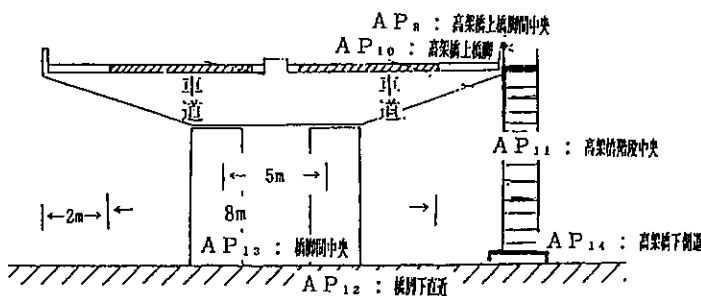 AP₈ : 高架橋上橋脚間中央
AP₁₀ : 高架橋上橋脚
車道
車道
AP₁₁ : 高架橋階段中央
5m
2m
8m
AP₁₃ : 橋脚間中央
AP₁₄ : 高架橋下側道
AP₁₂ : 橋脚下直近